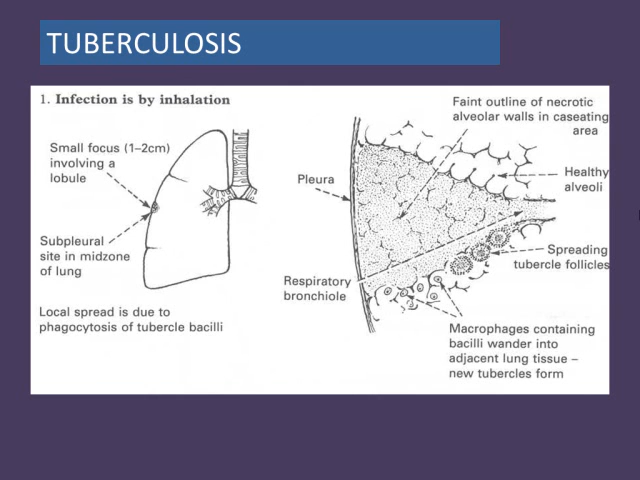 TUBERCULOSIS
1. Infection is by inhalation
Small focus (1–2cm)
involving a
lobule
Subpleural
site in midzone
of lung
Local spread is due to
phagocytosis of tubercle bacilli
Faint outline of necrotic
alveolar walls in caseating
area
Pleura
Healthy
alveoli
Spreading
tubercle follicles
Respiratory
bronchiole
Macrophages containing
bacilli wander into
adjacent lung tissue –
new tubercles form